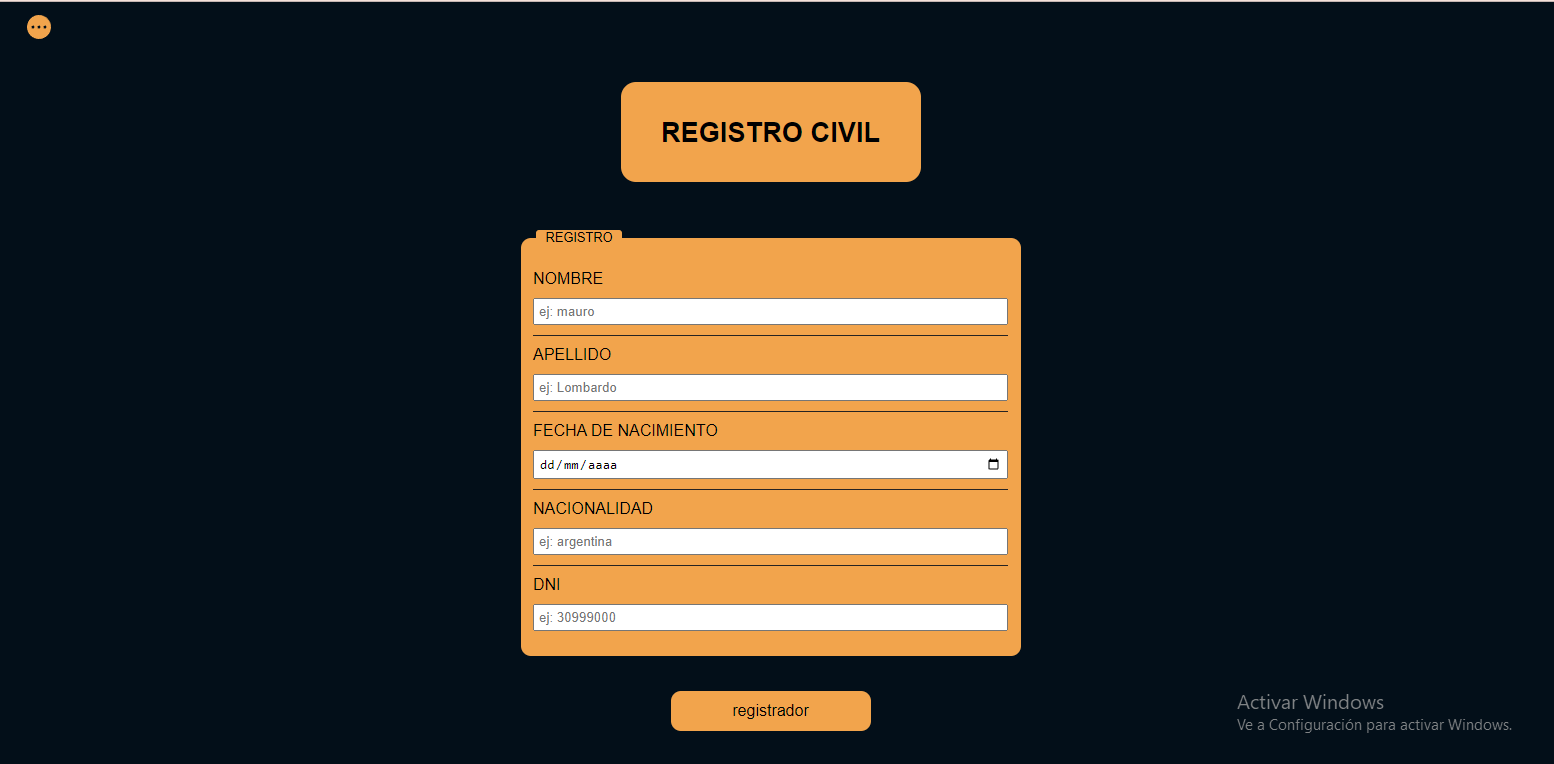 REGISTRO CIVIL
REGISTRO
NOMBRE
ej: mauro
APELLIDO
ej: Lombardo
FECHA DE NACIMIENTO
dd/mm/aaaa
NACIONALIDAD
ej: argentina
DNI
ej: 30999000
registrador
Activar Windows
Ve a Configuración para activar Windows.